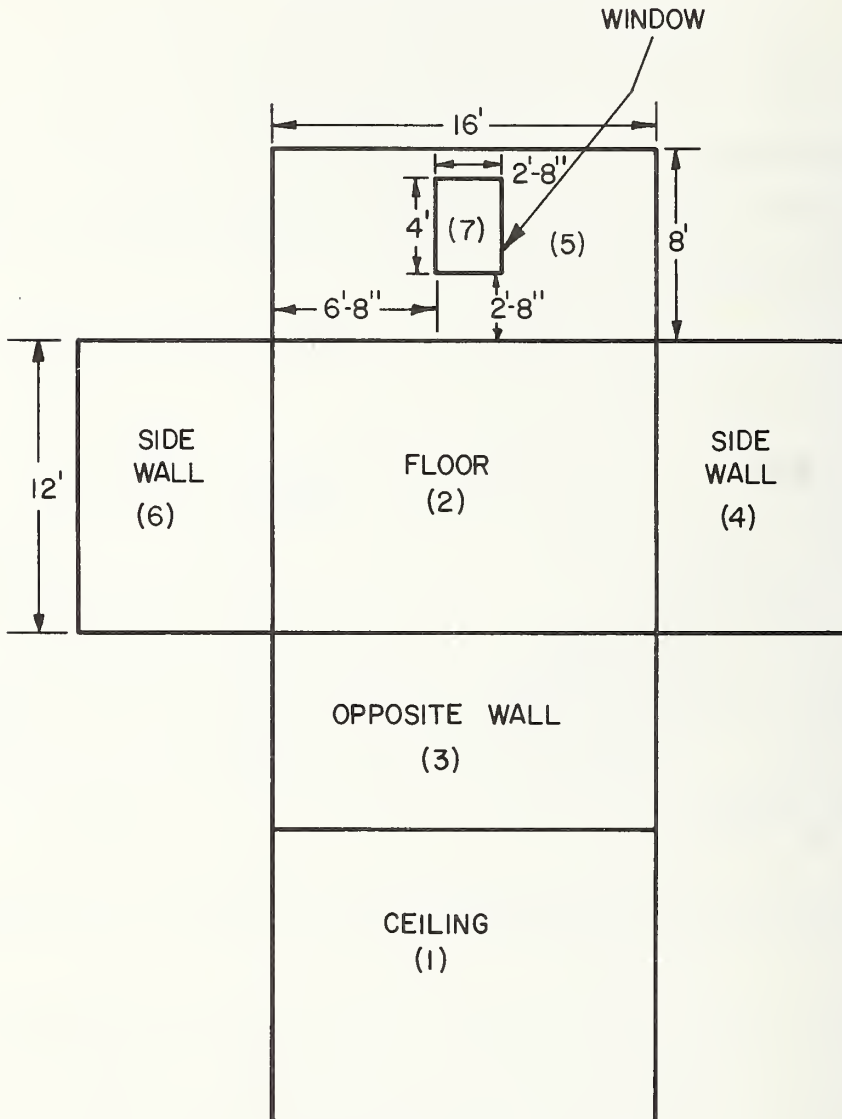 WINDOW
16'
2'-8"
4'
(7)
(5)
8'
6'-8"
2'-8"
SIDE
WALL
(6)
12'
FLOOR
(2)
SIDE
WALL
(4)
OPPOSITE WALL
(3)
CEILING
(1)